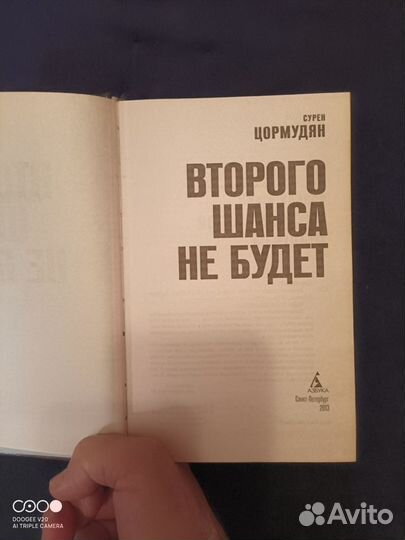 СУРЕН
ЦОРМУДЯН
ВТОРОГО
ШАНСА
НЕ БУДЕТ
АЗБУКА
Санкт-Петербург
2013
DOOGEE V20
AI TRIPLE CAMERA
Avito